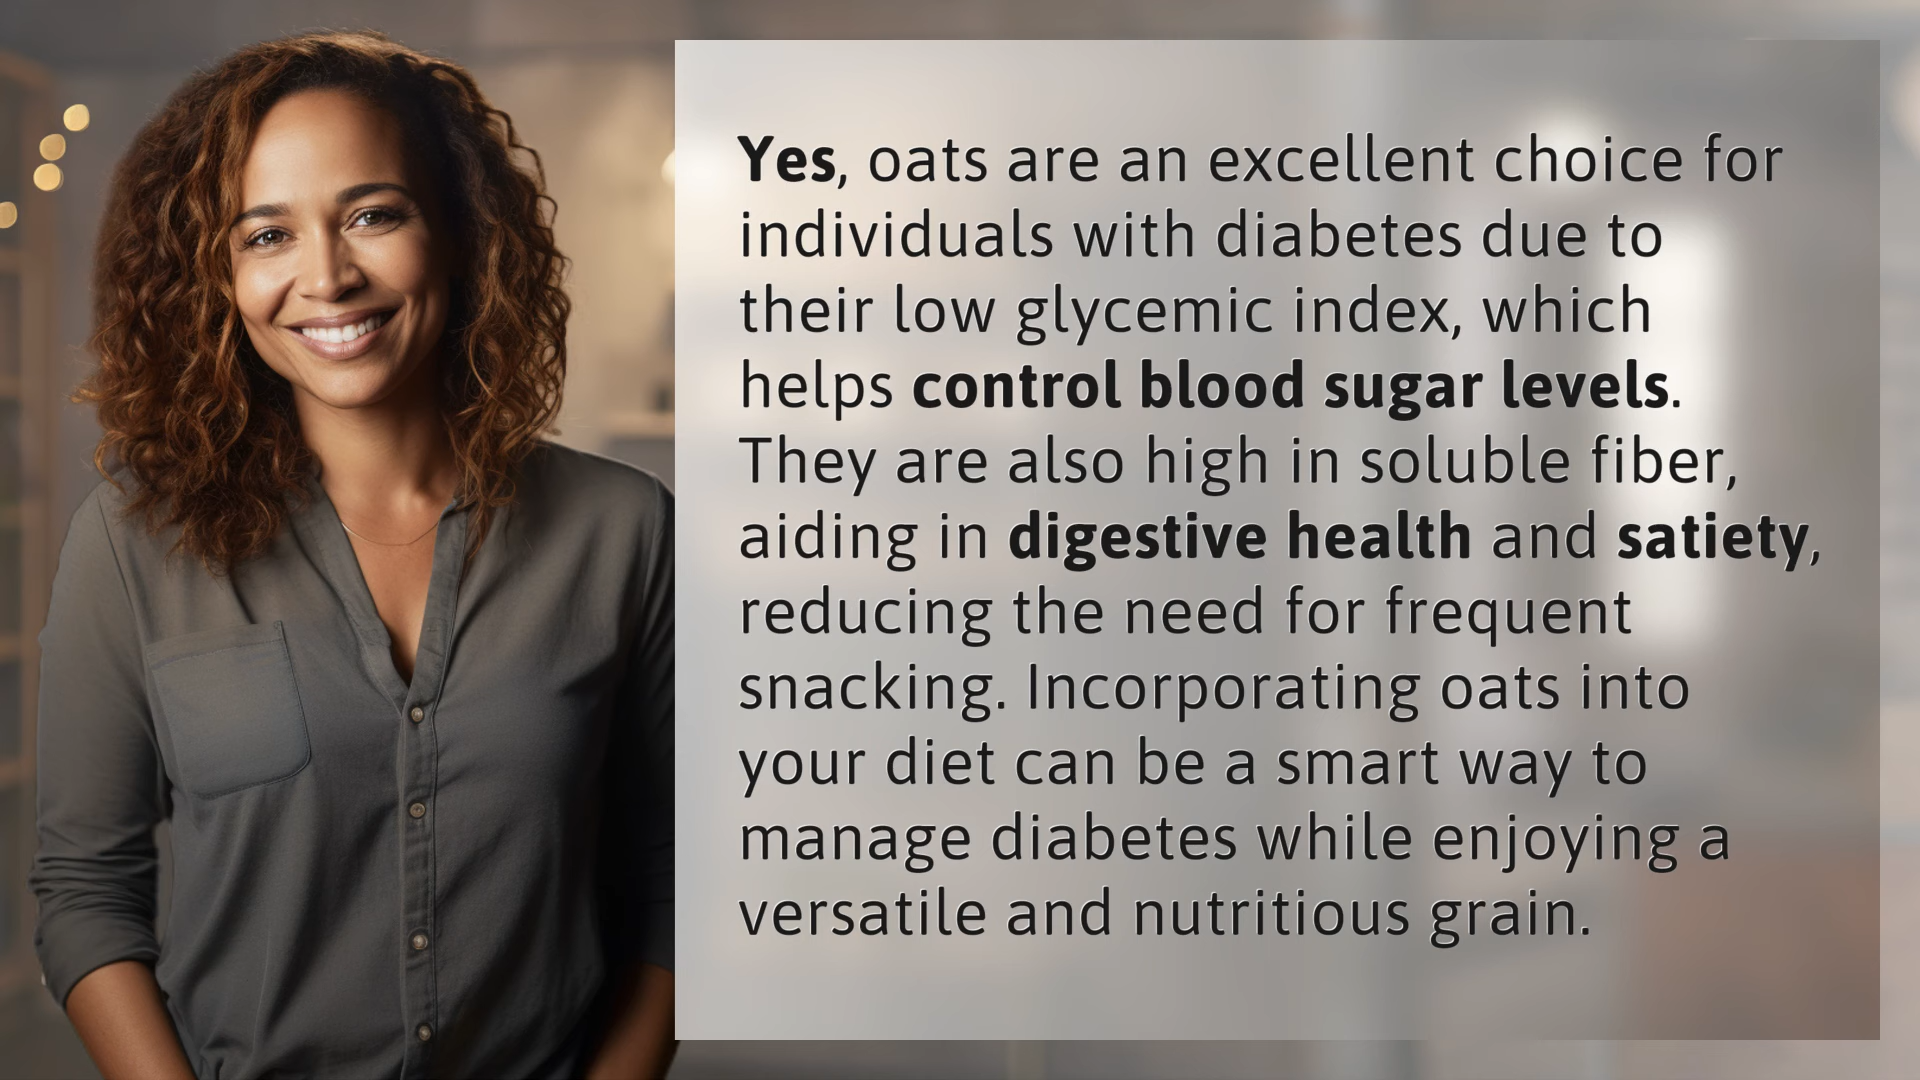 Yes, oats are an excellent choice for
individuals with diabetes due to
their low glycemic index, which
helps control blood sugar levels.
They are also high in soluble fiber,
aiding in digestive health and satiety,
reducing the need for frequent
snacking. Incorporating oats into
your diet can be a smart way to
manage diabetes while enjoying a
versatile and nutritious grain.